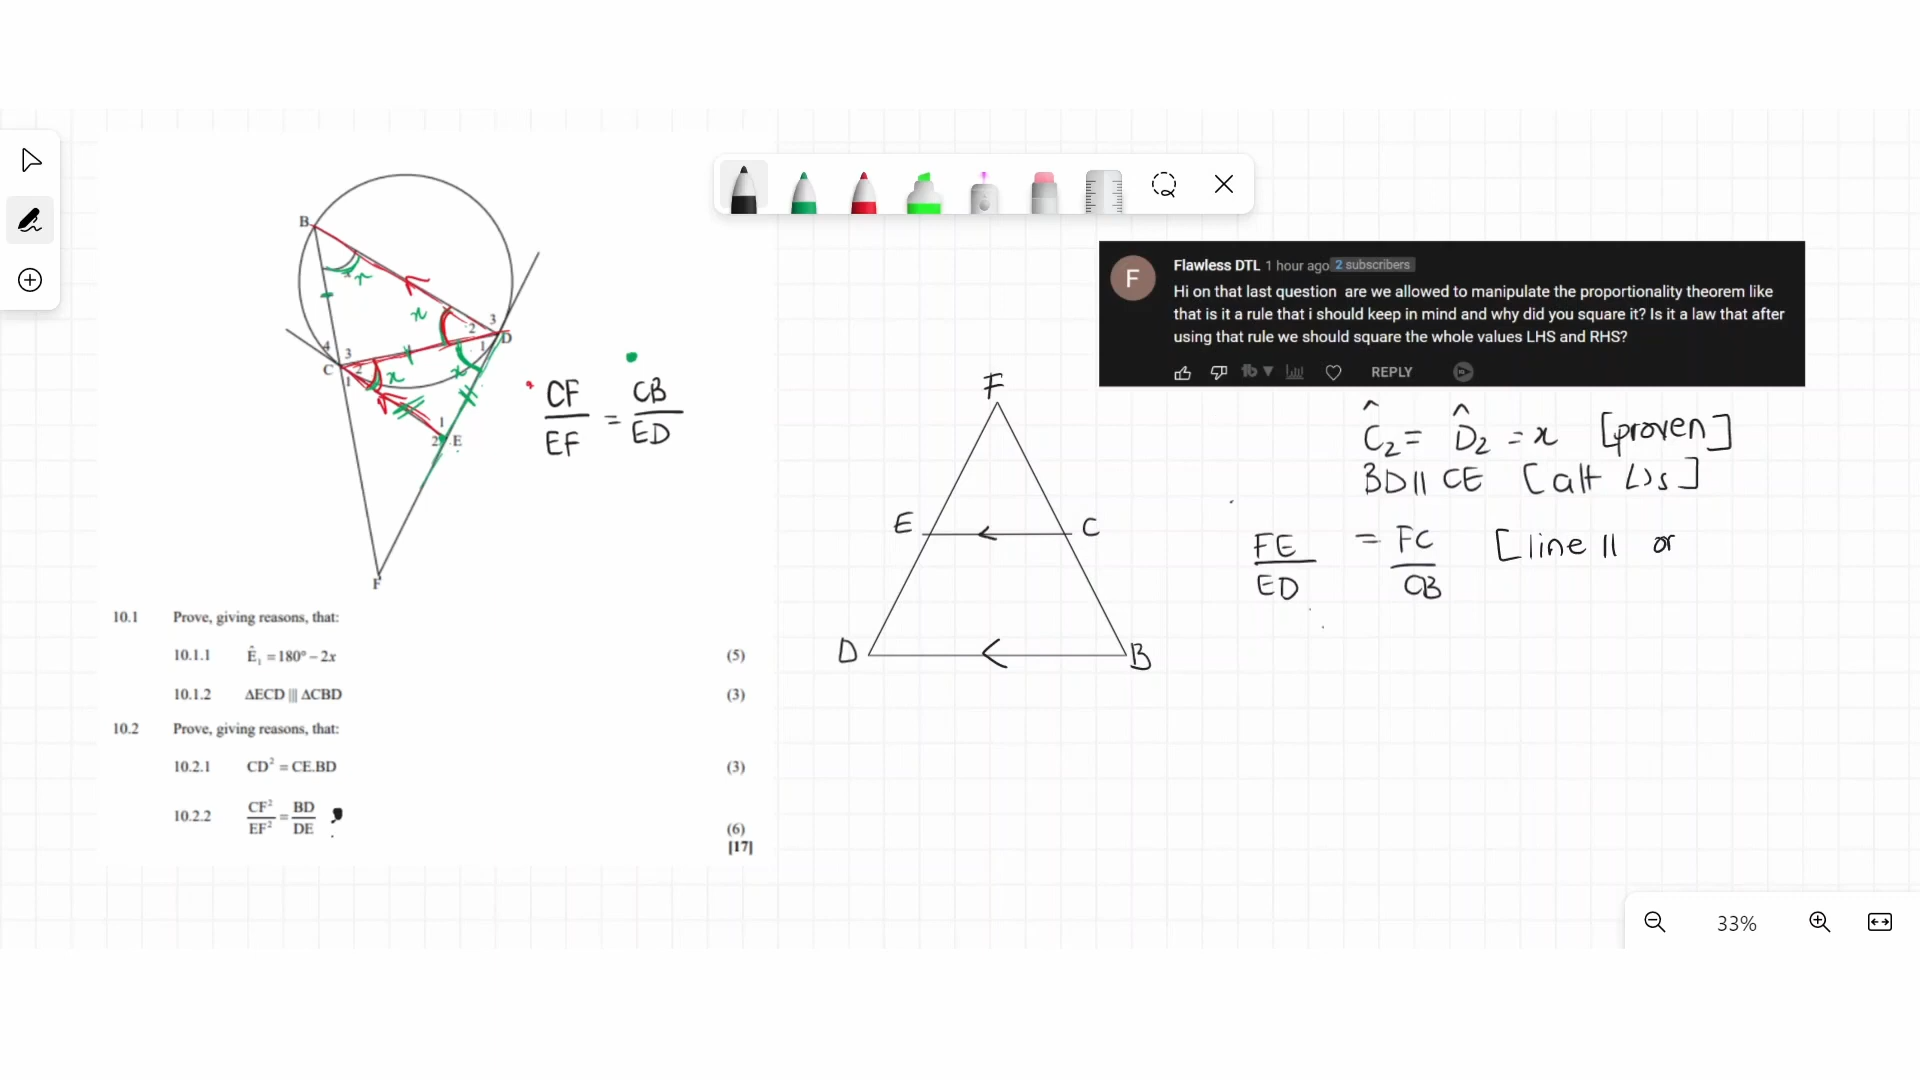 B
x
x
2
3
D
1
4
3
C
2
x
1
x
1
2
E
F
CF/EF = CB/ED
10.1 Prove, giving reasons, that:
10.1.1 Ê₁ = 180° – 2x (5)
10.1.2 ΔECD ||| ΔCBD (3)
10.2 Prove, giving reasons, that:
10.2.1 CD² = CE.BD (3)
10.2.2 CF²/EF² = BD/DE (6)
[17]
F
E
C
D
B
F
Flawless DTL 1 hour ago 2 subscribers
Hi on that last question are we allowed to manipulate the proportionality theorem like
that is it a rule that i should keep in mind and why did you square it? Is it a law that after
using that rule we should square the whole values LHS and RHS?
REPLY
Ĉ₂ = D̂₂ = x [proven]
BD || CE [alt ∠s]
FE/ED = FC/CB [line || or
33%